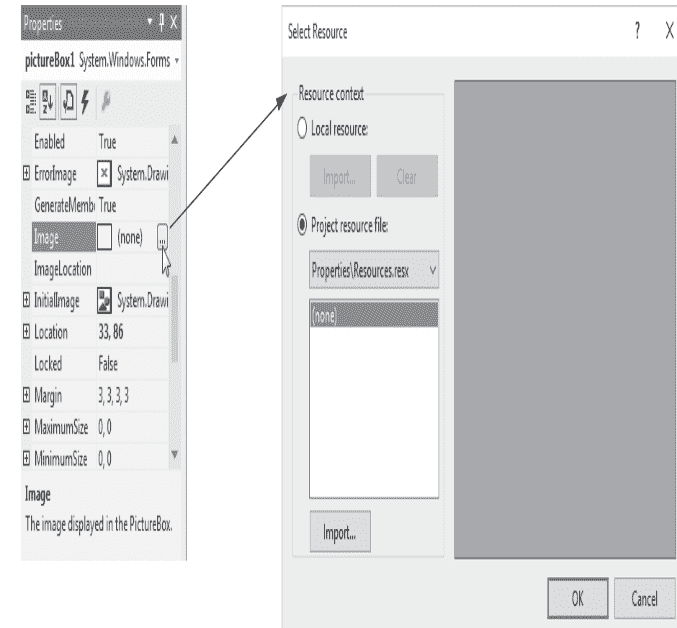 Properties
pictureBox1 System.Windows.Forms
Enabled True
ErrorImage System.Drawi
GenerateMemb True
Image (none) ...
ImageLocation
InitialImage System.Drawi
Location 33, 86
Locked False
Margin 3, 3, 3, 3
MaximumSize 0, 0
MinimumSize 0, 0
Image
The image displayed in the PictureBox.
Select Resource ? X
Resource context
Local resource:
Import... Clear
Project resource file:
Properties\Resources.resx
(none)
Import...
OK Cancel